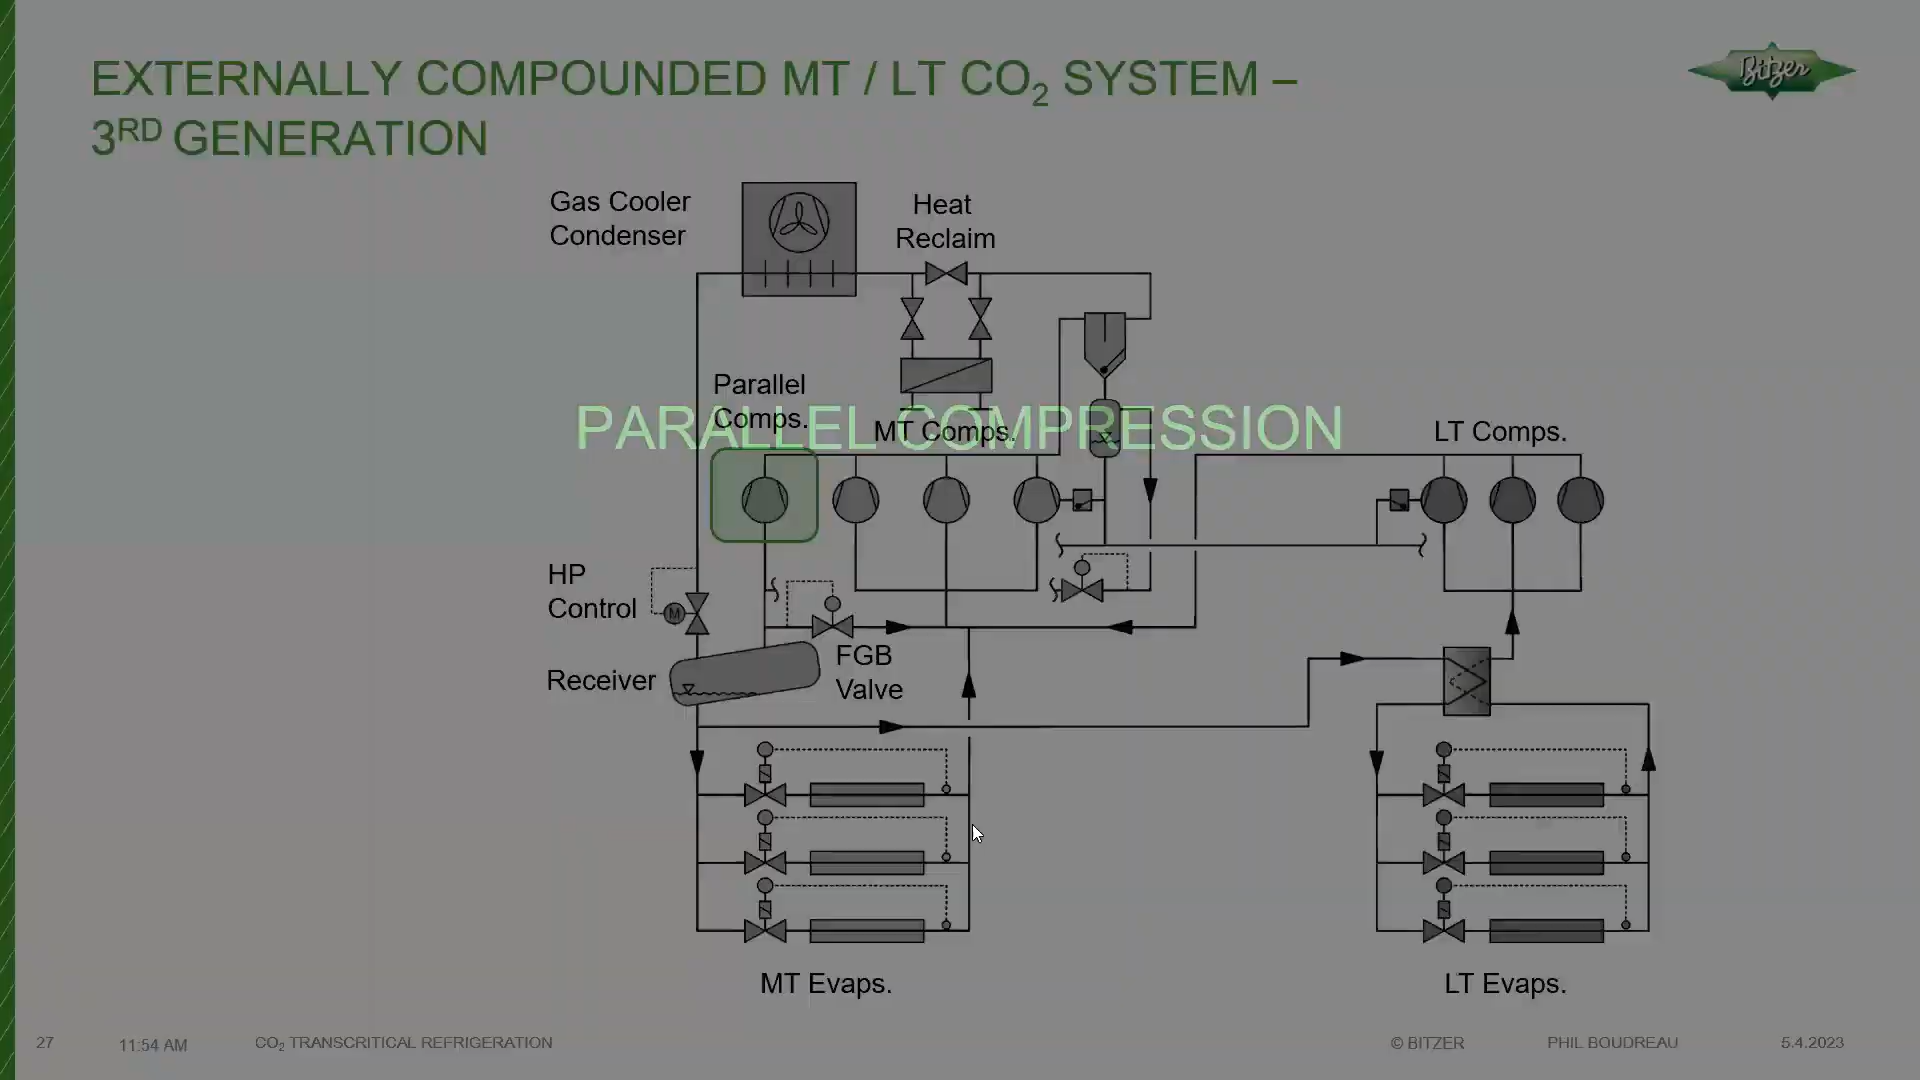 EXTERNALLY COMPOUNDED MT / LT CO₂ SYSTEM –
3ᴿᴰ GENERATION
Bitzer
Gas Cooler
Condenser
Heat
Reclaim
Parallel
Comps.
PARALLEL COMPRESSION
MT Comps.
LT Comps.
HP
Control
M
Receiver
FGB
Valve
MT Evaps.
LT Evaps.
27
11:54 AM
CO₂ TRANSCRITICAL REFRIGERATION
© BITZER
PHIL BOUDREAU
5.4.2023